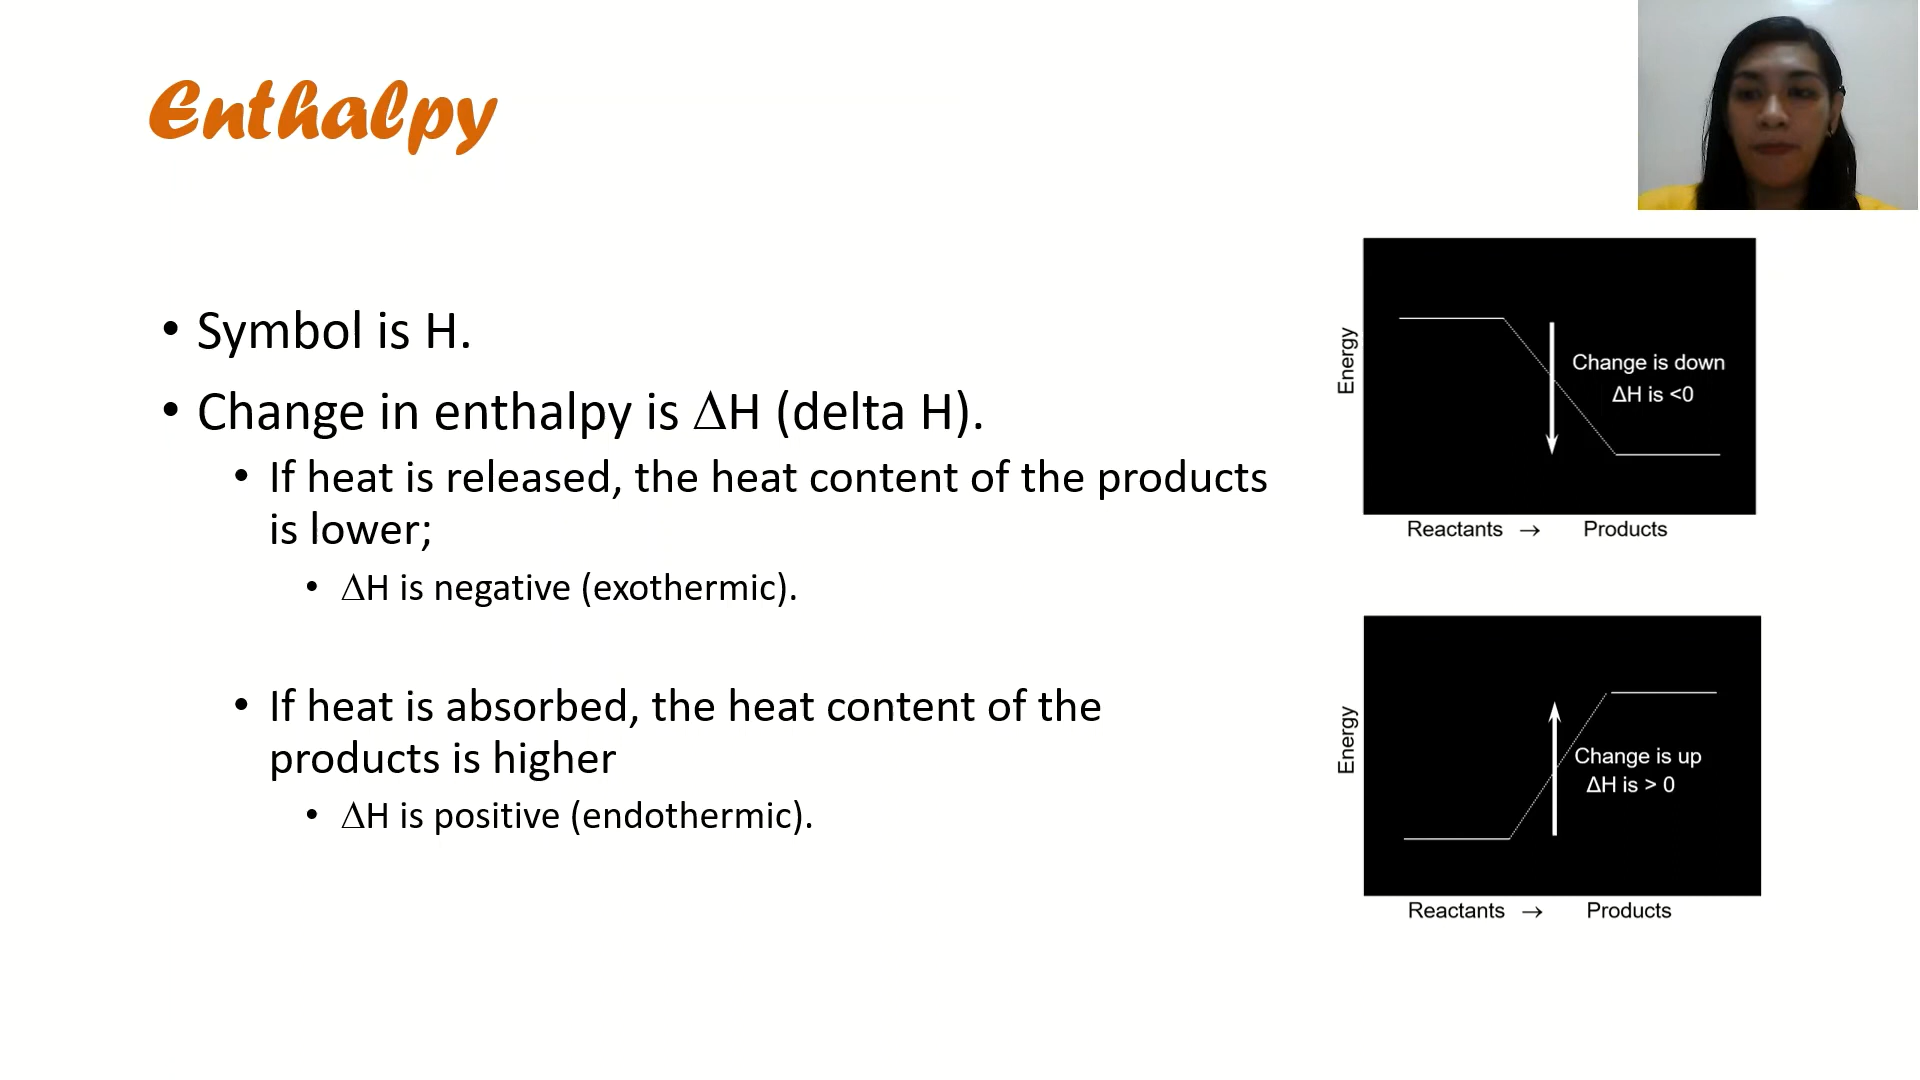 Enthalpy
• Symbol is H.
• Change in enthalpy is ΔH (delta H).
• If heat is released, the heat content of the products
is lower;
• ΔH is negative (exothermic).
• If heat is absorbed, the heat content of the
products is higher
• ΔH is positive (endothermic).
Energy
Change is down
ΔH is <0
Reactants → Products
Energy
Change is up
ΔH is > 0
Reactants → Products